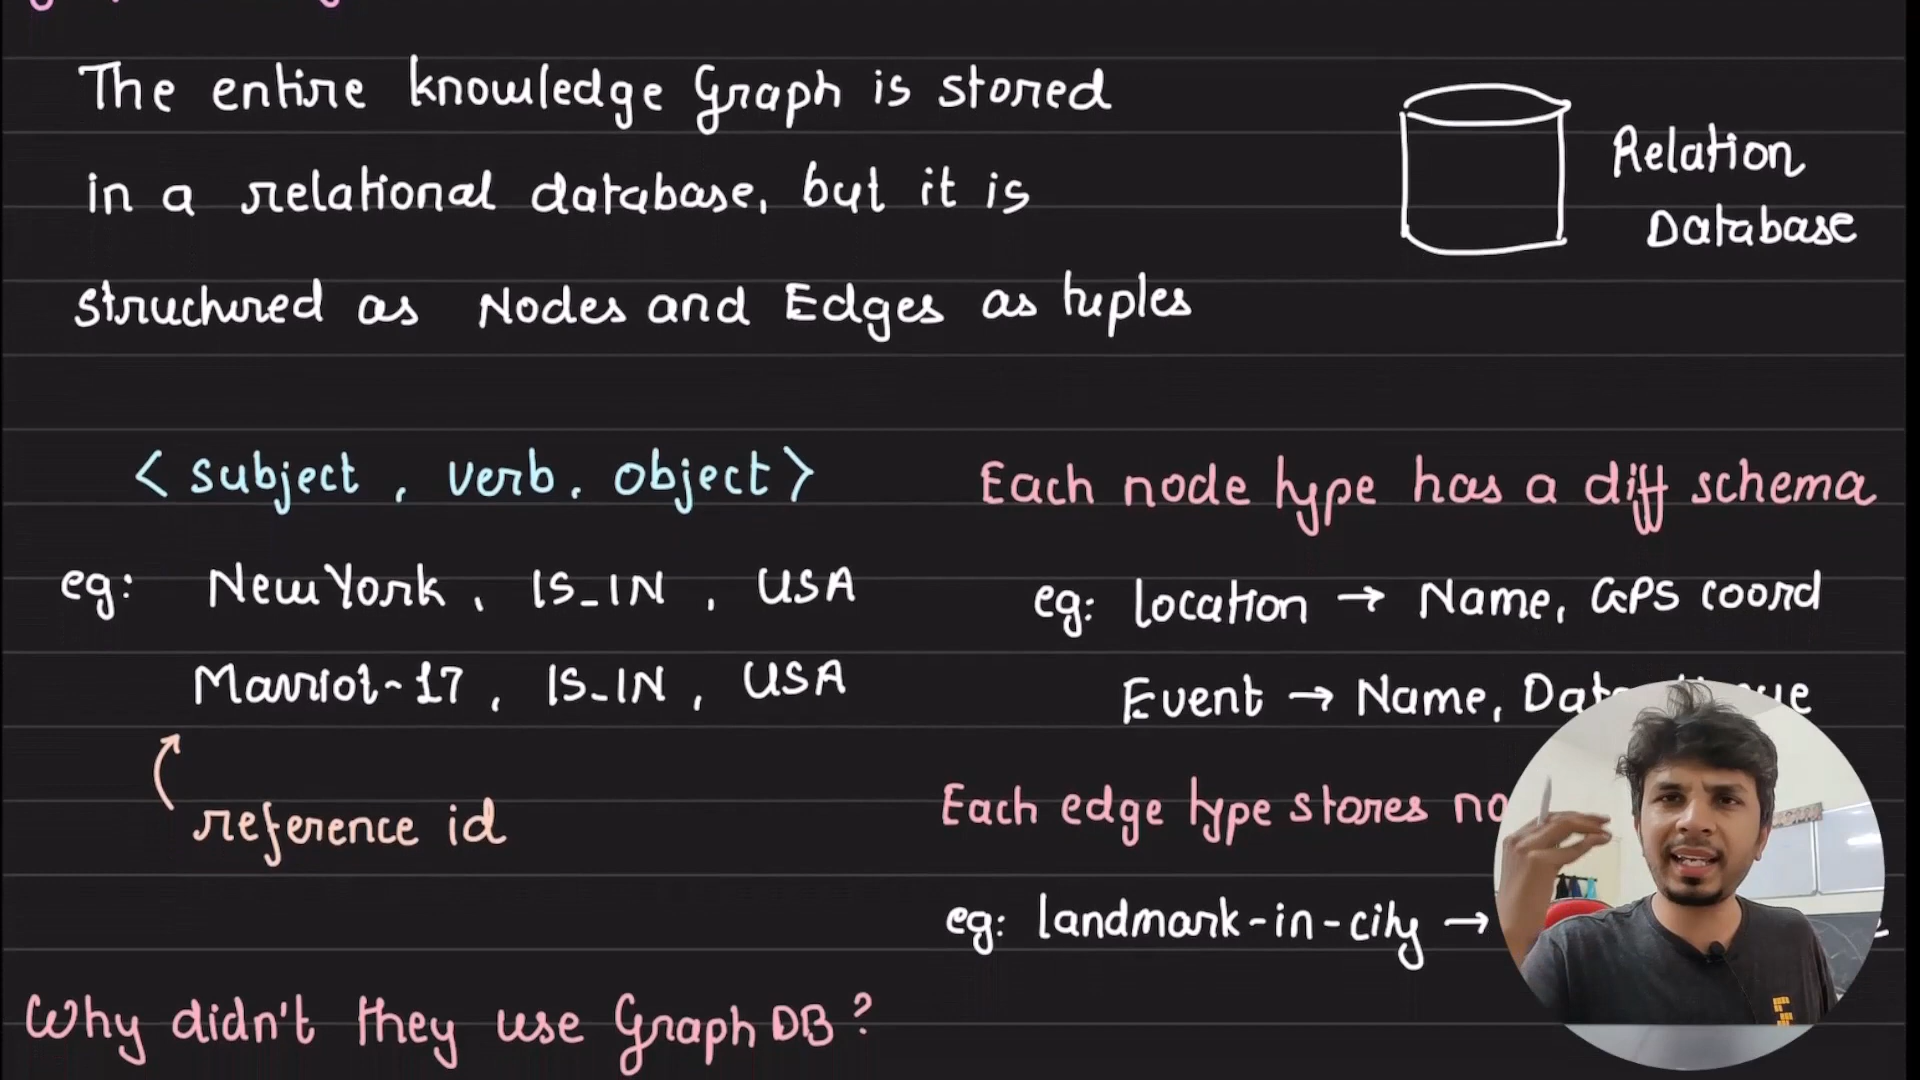 The entire knowledge Graph is stored
in a relational database, but it is
structured as Nodes and Edges as tuples
Relation
Database
< subject, verb, object >
eg: New York, IS_IN, USA
Marriot-17, IS_IN, USA
reference id
Each node type has a diff schema
eg: location → Name, GPS coord
Event → Name,
Each edge type stores
eg: landmark-in-city →
Why didn't they use Graph DB?